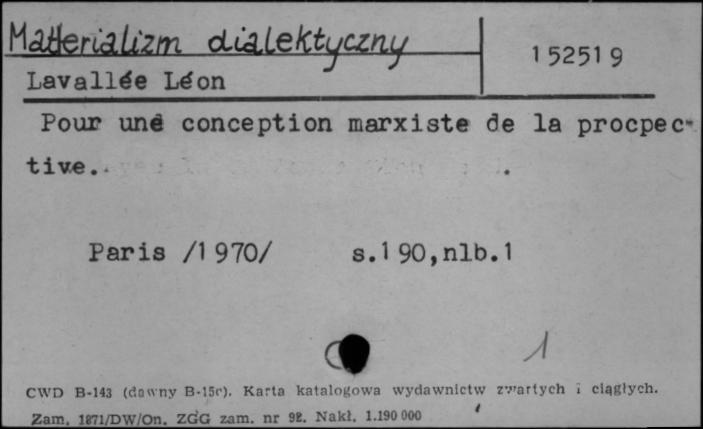 Materializm dialektyczny
152519
Lavallée Léon
Pour une conception marxiste de la procpec-
tive.
Paris /1970/ s.190,nlb.1
1
CWD B-143 (dawny B-15c). Karta katalogowa wydawnictw zwartych i ciągłych.
Zam. 1871/DW/On. ZGG zam. nr 92. Nakł. 1.190 000